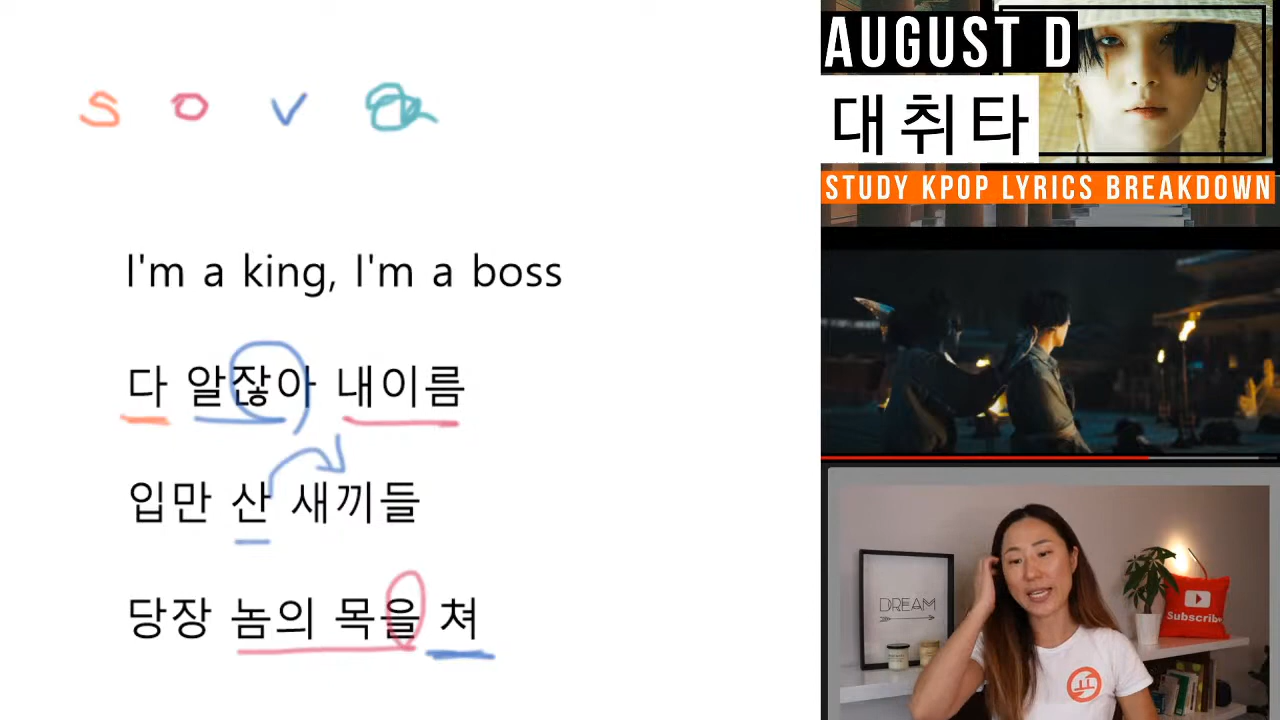 S O V
I'm a king, I'm a boss
다 알잖아 내이름
입만 산 새끼들
당장 놈의 목을 쳐
AUGUST D
대취타
STUDY KPOP LYRICS BREAKDOWN
DREAM
Subscribe